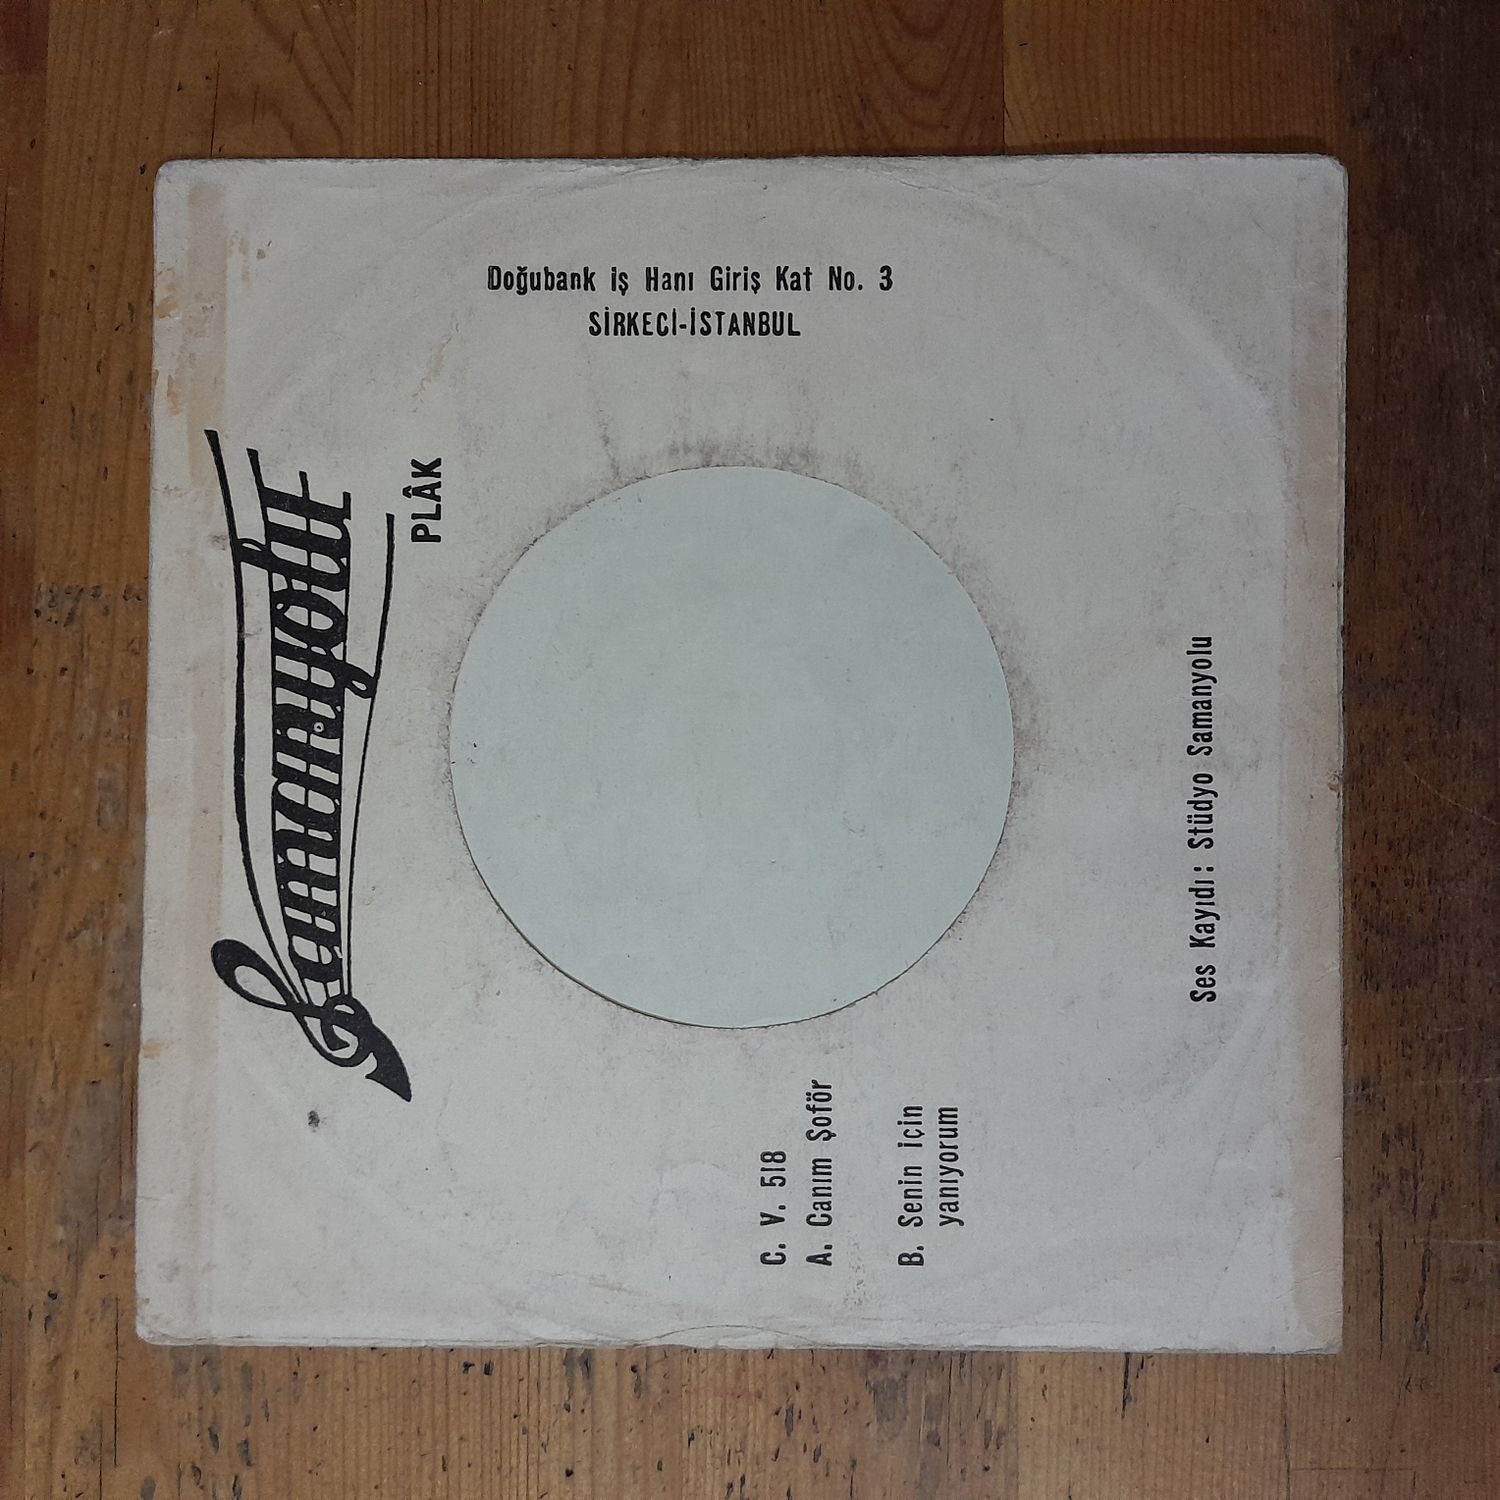 Doğubank iş Hanı Giriş Kat No. 3
SİRKECİ-İSTANBUL
Samanyolu
PLÂK
C. V. 518
A. Canım Şoför
B. Senin için
yanıyorum
Ses Kayıdı: Stüdyo Samanyolu